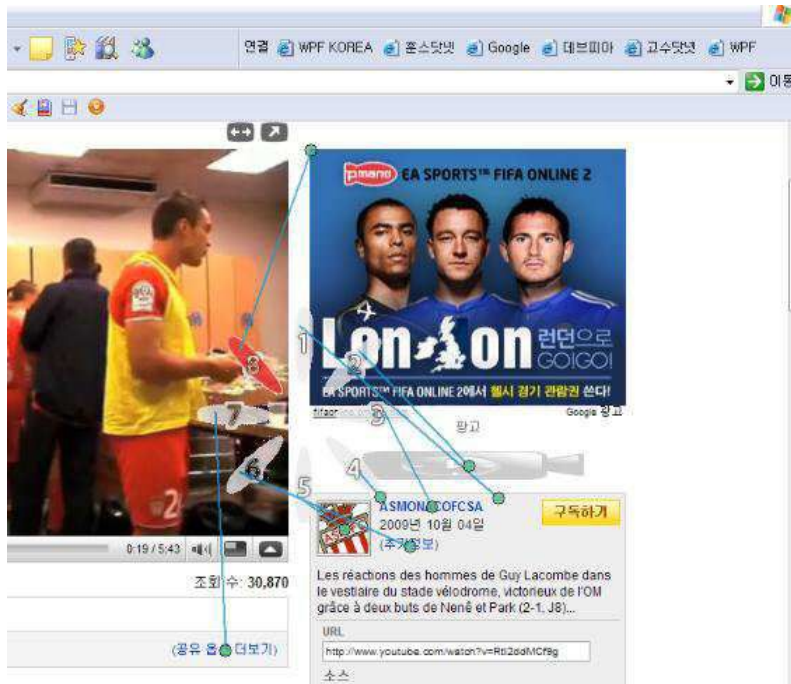 연결 WPF KOREA 훈스닷넷 Google 데브피아 고수닷넷 WPF
이동
pmang EA SPORTS™ FIFA ONLINE 2
London 런던으로 GO!GO!
EA SPORTS™ FIFA ONLINE 2에서 첼시 경기 관람권 쏜다!
Google 광고
광고
1
2
3
4
5
6
7
8
2
0:19 / 5:43
조회 수: 30,870
(공유 더보기)
ASMONACOFCSA
2009년 10월 04일
(추가정보)
구독하기
Les réactions des hommes de Guy Lacombe dans
le vestiaire du stade vélodrome, victorieux de l'OM
grâce à deux buts de Nenê et Park (2-1, J8)...
URL
소스